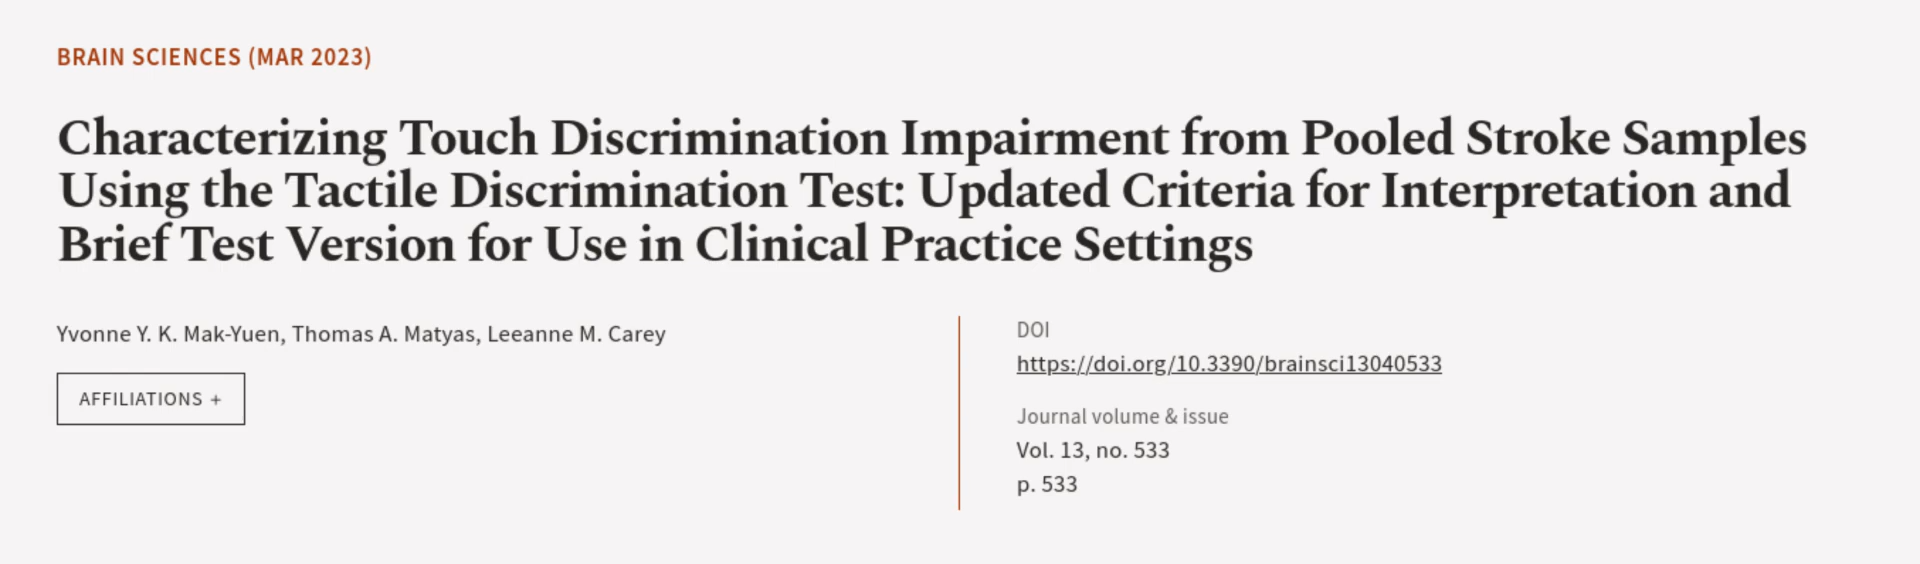 BRAIN SCIENCES (MAR 2023)
Characterizing Touch Discrimination Impairment from Pooled Stroke Samples
Using the Tactile Discrimination Test: Updated Criteria for Interpretation and
Brief Test Version for Use in Clinical Practice Settings
Yvonne Y. K. Mak-Yuen, Thomas A. Matyas, Leeanne M. Carey
AFFILIATIONS +
DOI
https://doi.org/10.3390/brainsci13040533
Journal volume & issue
Vol. 13, no. 533
p. 533